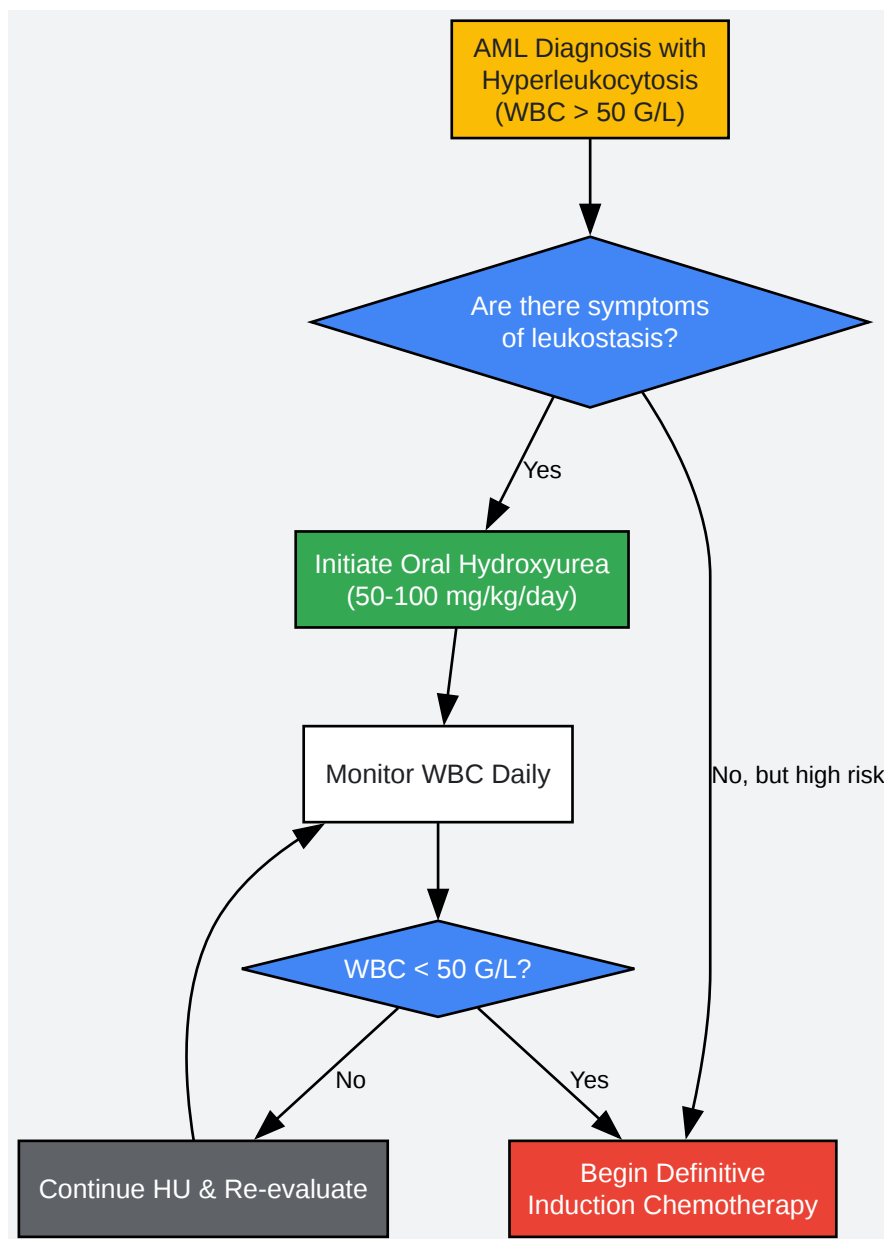 AML Diagnosis with
Hyperleukocytosis
(WBC > 50 G/L)
Are there symptoms
of leukostasis?
Yes
Initiate Oral Hydroxyurea
(50-100 mg/kg/day)
Monitor WBC Daily
No, but high risk
WBC < 50 G/L?
No
Yes
Continue HU & Re-evaluate
Begin Definitive
Induction Chemotherapy